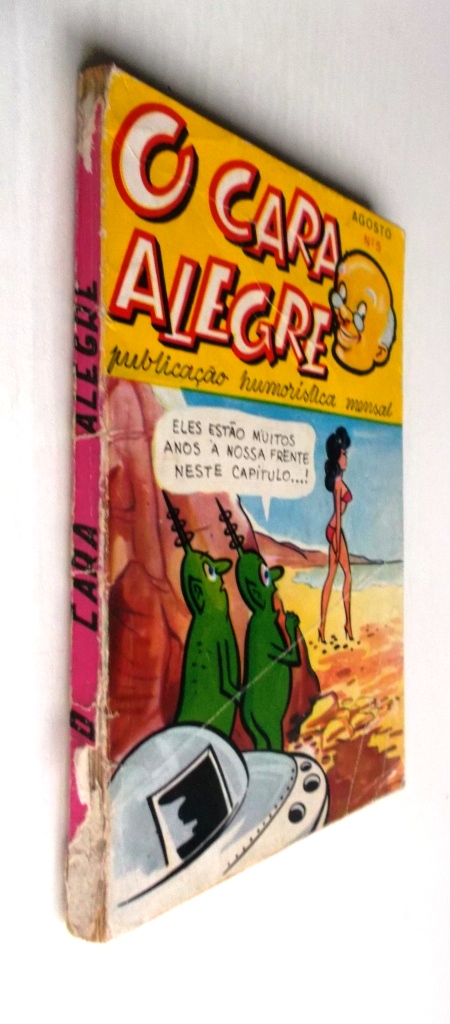 O CARA
ALEGRE
AGOSTO
Nº5
publicação humorística mensal
ELES ESTÃO MUITOS
ANOS À NOSSA FRENTE
NESTE CAPÍTULO...!
O CARA ALEGRE